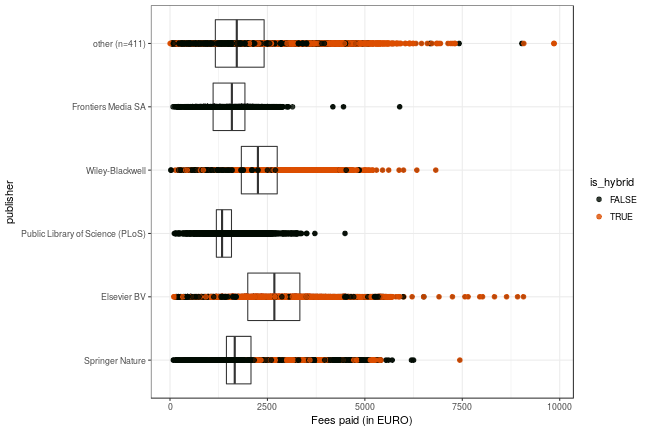 other (n=411)
Frontiers Media SA
Wiley-Blackwell
Public Library of Science (PLoS)
Elsevier BV
Springer Nature
publisher
0
2500
5000
7500
10000
Fees paid (in EURO)
is_hybrid
FALSE
TRUE